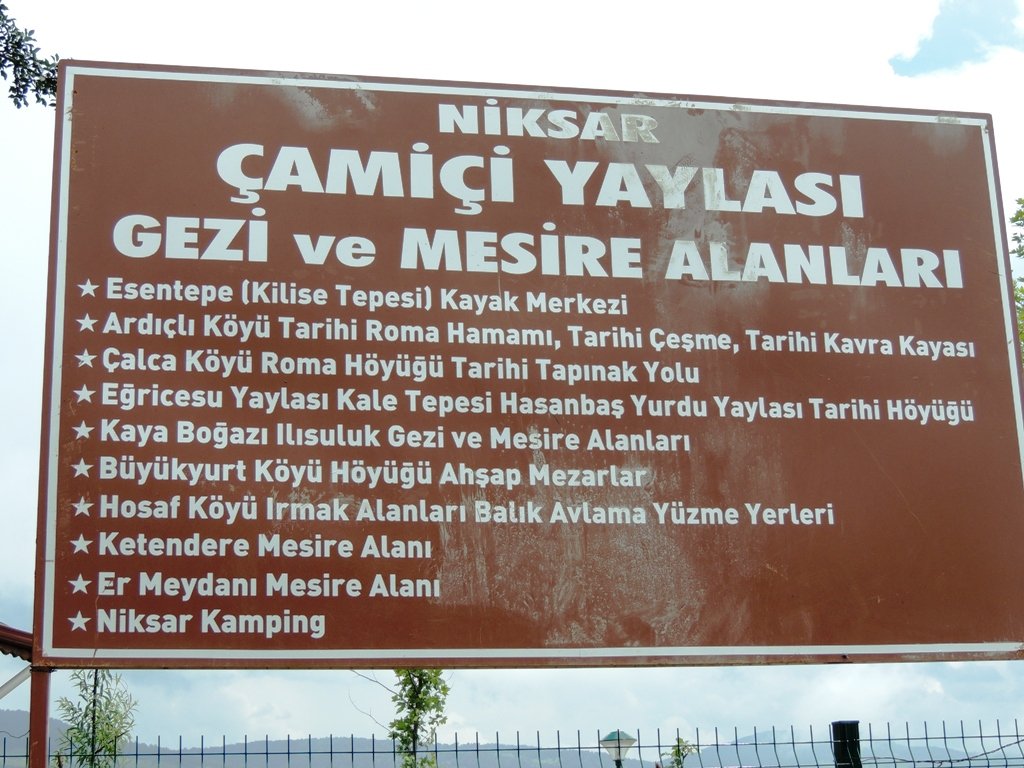 NİKSAR
ÇAMİÇİ YAYLASI
GEZİ ve MESİRE ALANLARI
★ Esentepe (Kilise Tepesi) Kayak Merkezi
★ Ardıçlı Köyü Tarihi Roma Hamamı, Tarihi Çeşme, Tarihi Kavra Kayası
★ Çalca Köyü Roma Höyüğü Tarihi Tapınak Yolu
★ Eğricesu Yaylası Kale Tepesi Hasanbaş Yurdu Yaylası Tarihi Höyüğü
★ Kaya Boğazı Ilısuluk Gezi ve Mesire Alanları
★ Büyükyurt Köyü Höyüğü Ahşap Mezarlar
★ Hosaf Köyü Irmak Alanları Balık Avlama Yüzme Yerleri
★ Ketendere Mesire Alanı
★ Er Meydanı Mesire Alanı
★ Niksar Kamping